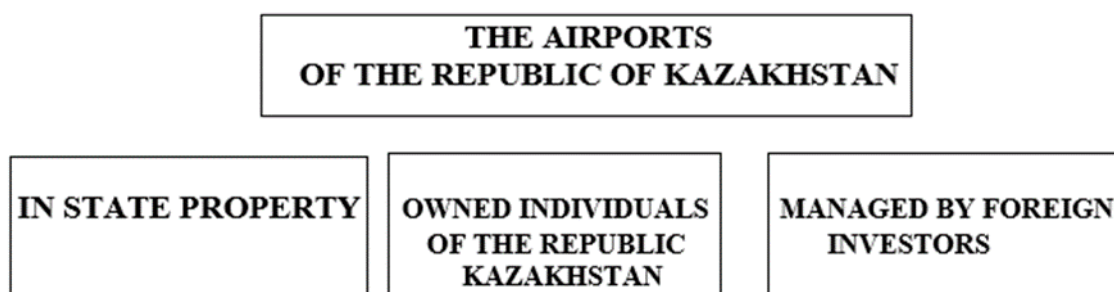 THE AIRPORTS
OF THE REPUBLIC OF KAZAKHSTAN
IN STATE PROPERTY
OWNED INDIVIDUALS
OF THE REPUBLIC
KAZAKHSTAN
MANAGED BY FOREIGN
INVESTORS